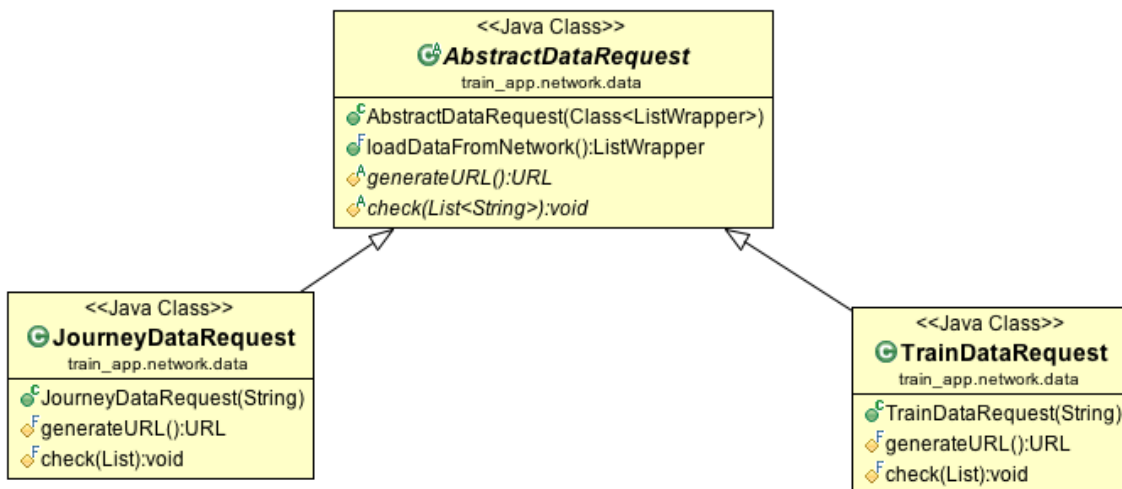 <<Java Class>>
AbstractDataRequest
train_app.network.data
AbstractDataRequest(Class<ListWrapper>)
loadDataFromNetwork():ListWrapper
generateURL():URL
check(List<String>):void
<<Java Class>>
JourneyDataRequest
train_app.network.data
JourneyDataRequest(String)
generateURL():URL
check(List):void
<<Java Class>>
TrainDataRequest
train_app.network.data
TrainDataRequest(String)
generateURL():URL
check(List):void